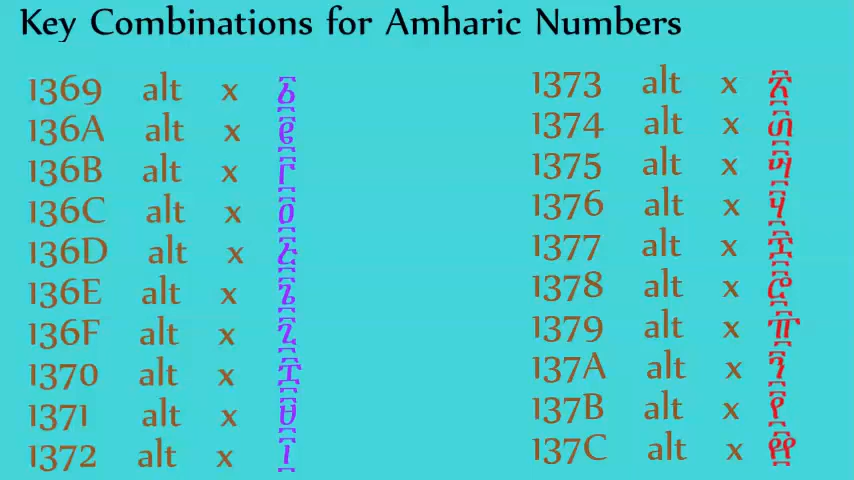 Key Combinations for Amharic Numbers
1369 alt x ፩
136A alt x ፪
136B alt x ፫
136C alt x ፬
136D alt x ፭
136E alt x ፮
136F alt x ፯
1370 alt x ፰
1371 alt x ፱
1372 alt x ፲
1373 alt x ፳
1374 alt x ፴
1375 alt x ፵
1376 alt x ፶
1377 alt x ፷
1378 alt x ፸
1379 alt x ፹
137A alt x ፺
137B alt x ፻
137C alt x ፼